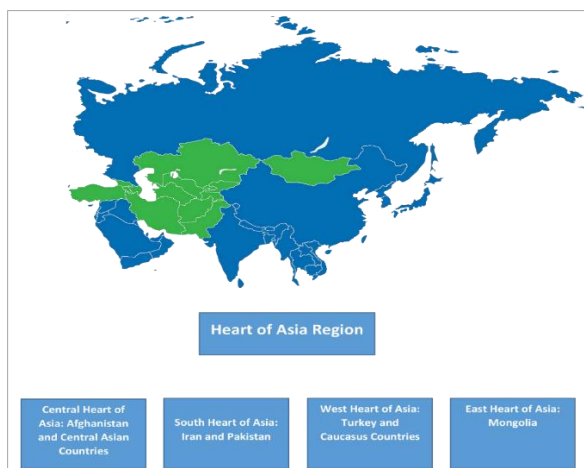 Heart of Asia Region
Central Heart of
Asia: Afghanistan
and Central Asian
Countries
South Heart of Asia:
Iran and Pakistan
West Heart of Asia:
Turkey and
Caucasus Countries
East Heart of Asia:
Mongolia